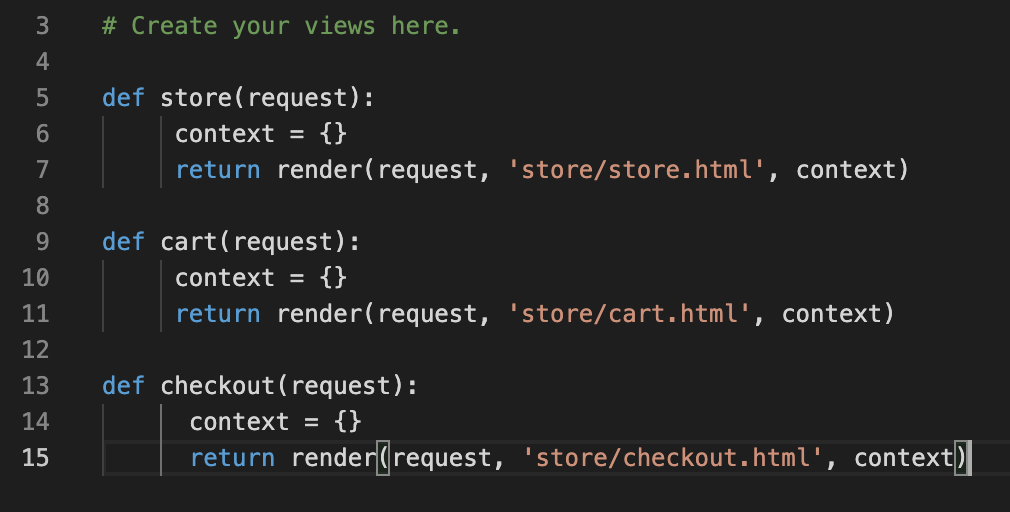 3 # Create your views here.
4
5 def store(request):
6      context = {}
7      return render(request, 'store/store.html', context)
8
9 def cart(request):
10      context = {}
11      return render(request, 'store/cart.html', context)
12
13 def checkout(request):
14       context = {}
15       return render(request, 'store/checkout.html', context)